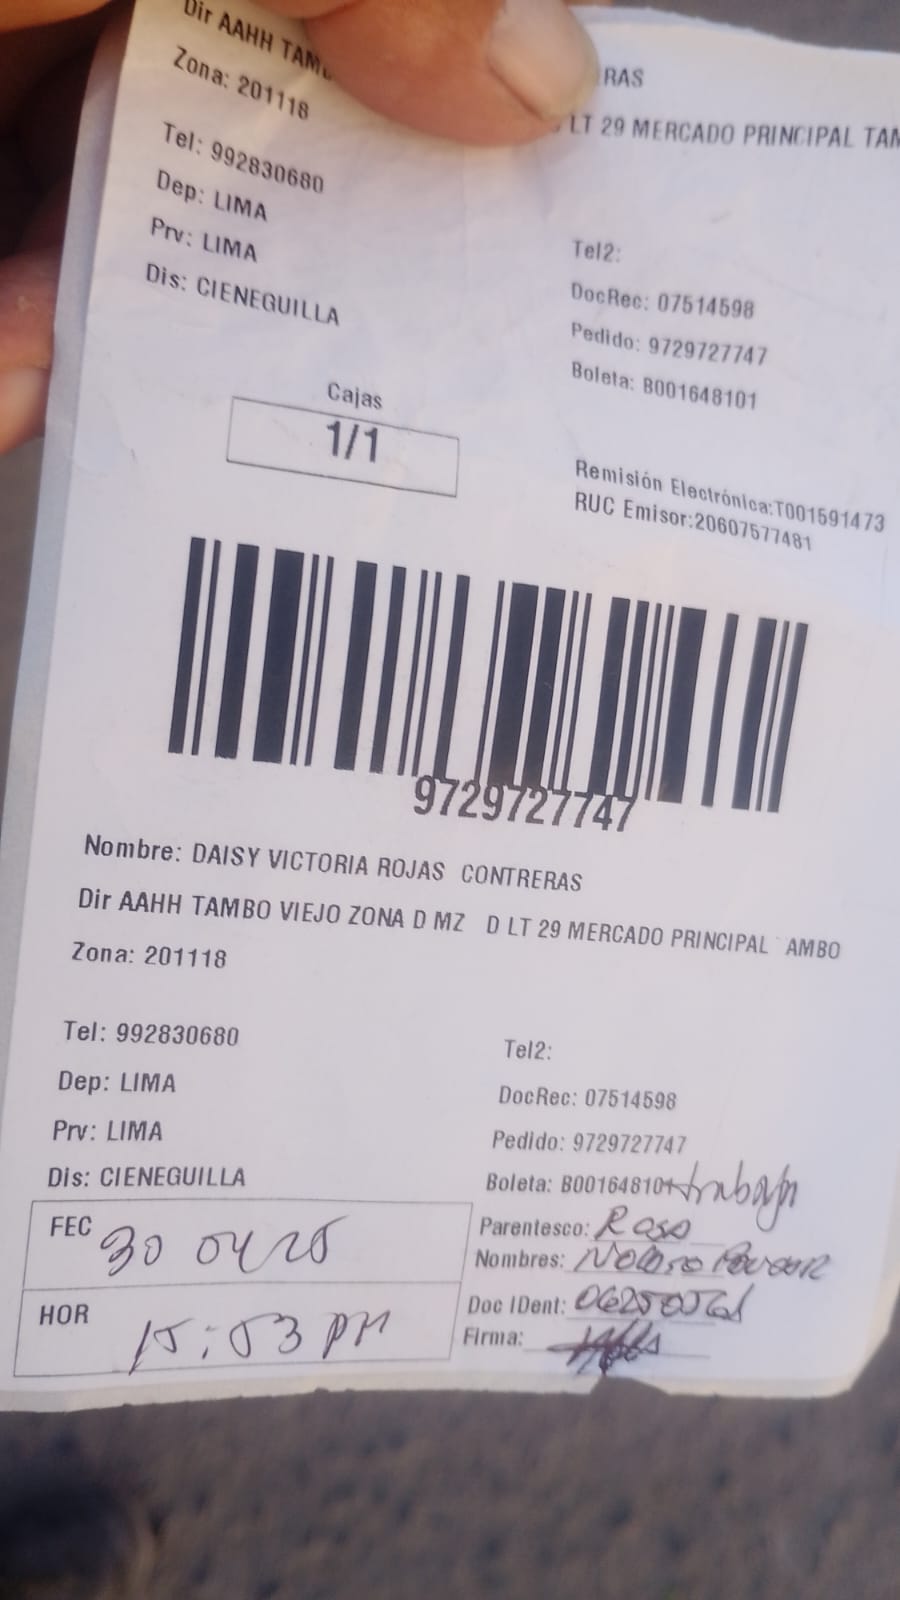 Dir AAHH TAMB
RAS
Zona: 201118
LT 29 MERCADO PRINCIPAL TAM
Tel: 992830680
Dep: LIMA
Prv: LIMA
Dis: CIENEGUILLA
Tel2:
DocRec: 07514598
Pedido: 9729727747
Boleta: B001648101
Cajas
1/1
Remisión Electrónica:T001591473
RUC Emisor:20607577481
9729727747
Nombre: DAISY VICTORIA ROJAS CONTRERAS
Dir AAHH TAMBO VIEJO ZONA D MZ D LT 29 MERCADO PRINCIPAL AMBO
Zona: 201118
Tel: 992830680
Dep: LIMA
Prv: LIMA
Dis: CIENEGUILLA
Tel2:
DocRec: 07514598
Pedido: 9729727747
Boleta: B001648101
FEC 30 04 25
HOR 15:53 PM
Parentesco: Rosa
Nombres:
Doc IDent:
Firma: